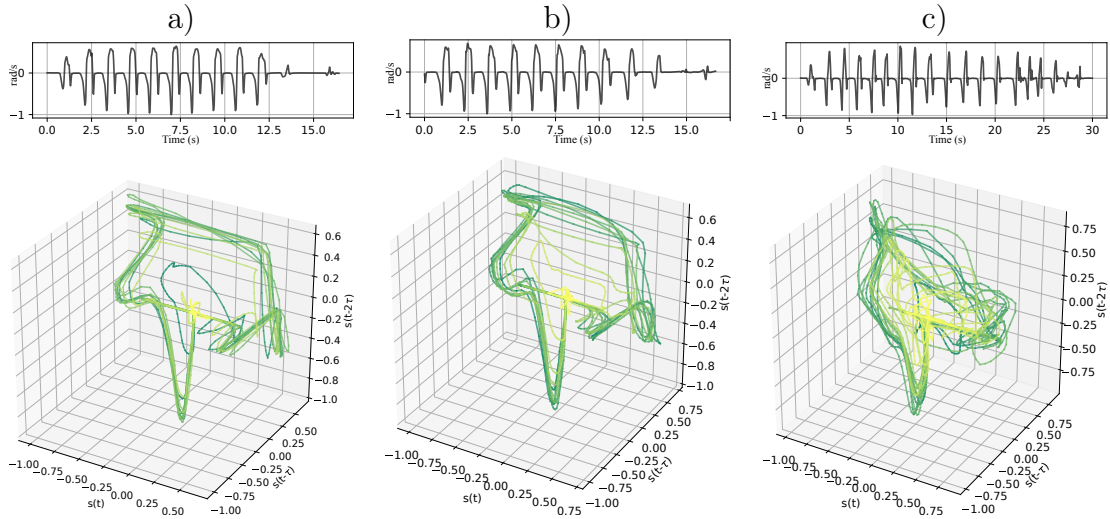 a)
rad/s
0
−1
0.0 2.5 5.0 7.5 10.0 12.5 15.0
Time (s)
0.6
0.4
0.2
0.0
−0.2
−0.4
−0.6
−0.8
−1.0
s(t-2τ)
−1.00 −0.75 −0.50 −0.25 0.00 0.25 0.50
s(t)
−1.00 −0.75 −0.50 −0.25 0.00 0.25 0.50
s(t-τ)
b)
rad/s
0
−1
0.0 2.5 5.0 7.5 10.0 12.5 15.0
Time (s)
0.6
0.4
0.2
0.0
−0.2
−0.4
−0.6
−0.8
−1.0
s(t-2τ)
−1.00 −0.75 −0.50 −0.25 0.00 0.25 0.50 0.75
s(t)
−1.00 −0.75 −0.50 −0.25 0.00 0.25 0.50 0.75
s(t-τ)
c)
rad/s
0
−1
0 5 10 15 20 25 30
Time (s)
0.75
0.50
0.25
0.00
−0.25
−0.50
−0.75
s(t-2τ)
−1.00 −0.75 −0.50 −0.25 0.00 0.25 0.50 0.75
s(t)
−1.00 −0.75 −0.50 −0.25 0.00 0.25 0.50 0.75
s(t-τ)